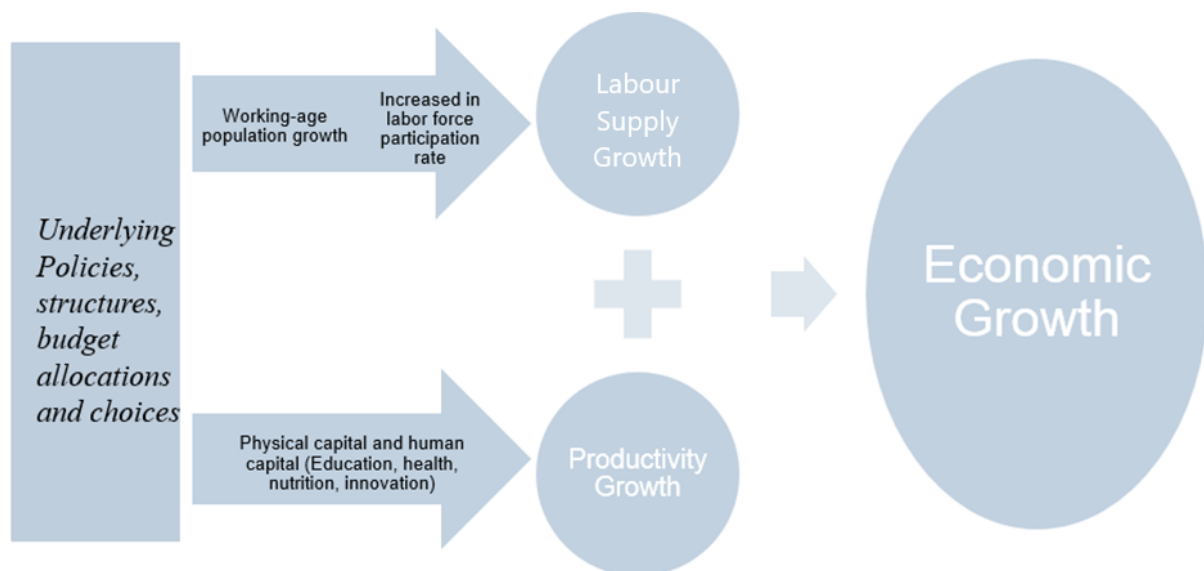 Underlying
Policies,
structures,
budget
allocations
and choices
Working-age
population growth
Increased in
labor force
participation
rate
Labour
Supply
Growth
Physical capital and human
capital (Education, health,
nutrition, innovation)
Productivity
Growth
Economic
Growth